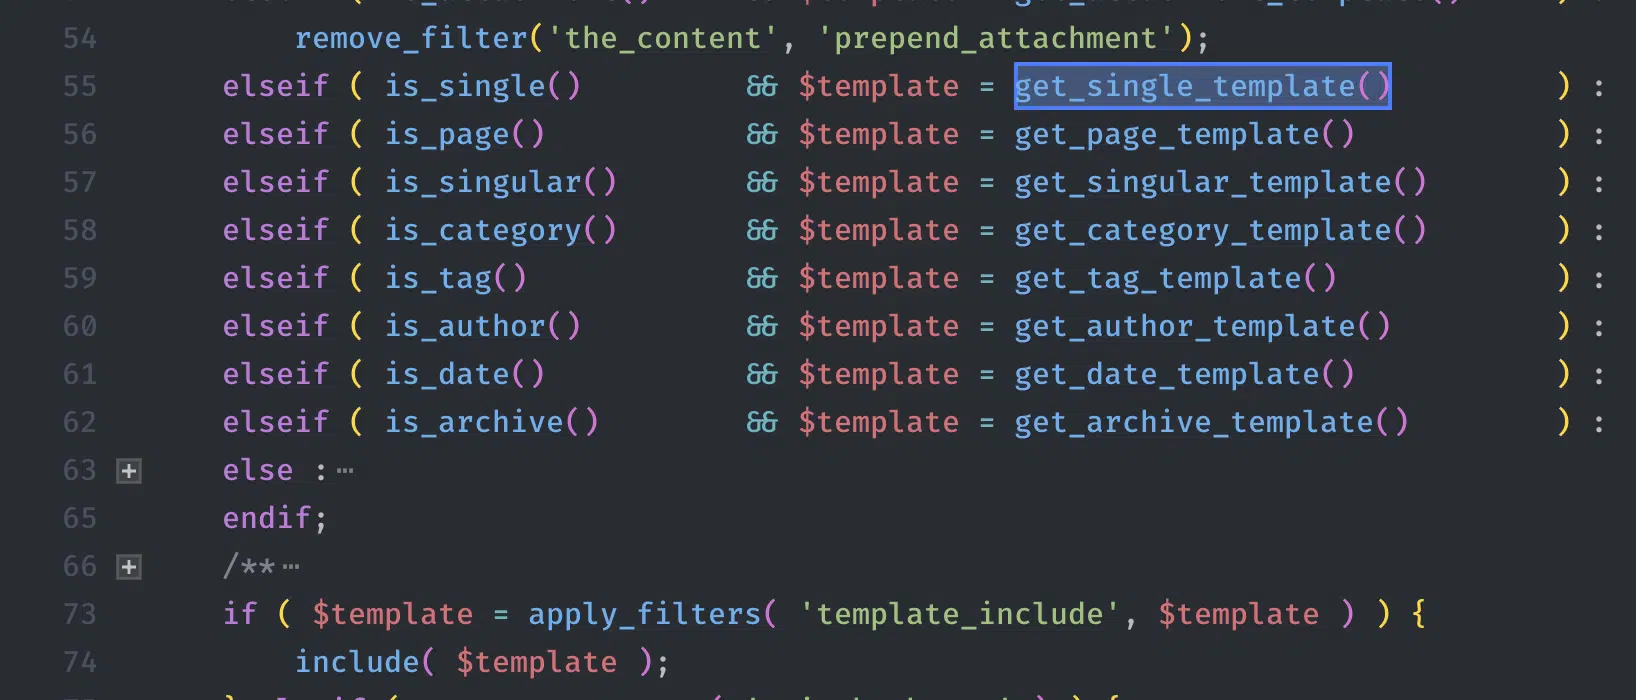 54 remove_filter('the_content', 'prepend_attachment');
55 elseif ( is_single() && $template = get_single_template() ) :
56 elseif ( is_page() && $template = get_page_template() ) :
57 elseif ( is_singular() && $template = get_singular_template() ) :
58 elseif ( is_category() && $template = get_category_template() ) :
59 elseif ( is_tag() && $template = get_tag_template() ) :
60 elseif ( is_author() && $template = get_author_template() ) :
61 elseif ( is_date() && $template = get_date_template() ) :
62 elseif ( is_archive() && $template = get_archive_template() ) :
63 + else :⋯
65 endif;
66 + /**⋯
73 if ( $template = apply_filters( 'template_include', $template ) ) {
74 include( $template );